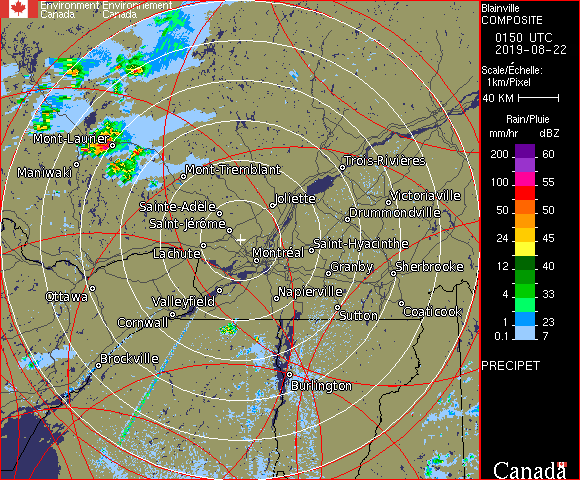 Environment Environnement
Canada Canada
Blainville
COMPOSITE
0150 UTC
2019-08-22
Scale/Échelle:
1km/Pixel
40 KM
Rain/Pluie
mm/hr dBZ
200 60
100 55
50 50
24 45
12 40
4 33
1 23
0.1 7
PRECIPET
Canada
Mont-Laurier
Maniwaki
Mont-Tremblant
Trois-Rivières
Sainte-Adèle
Joliette
Victoriaville
Saint-Jérôme
Drummondville
Lachute
Montréal
Saint-Hyacinthe
Granby
Sherbrooke
Ottawa
Valleyfield
Napierville
Cornwall
Sutton
Coaticook
Brockville
Burlington